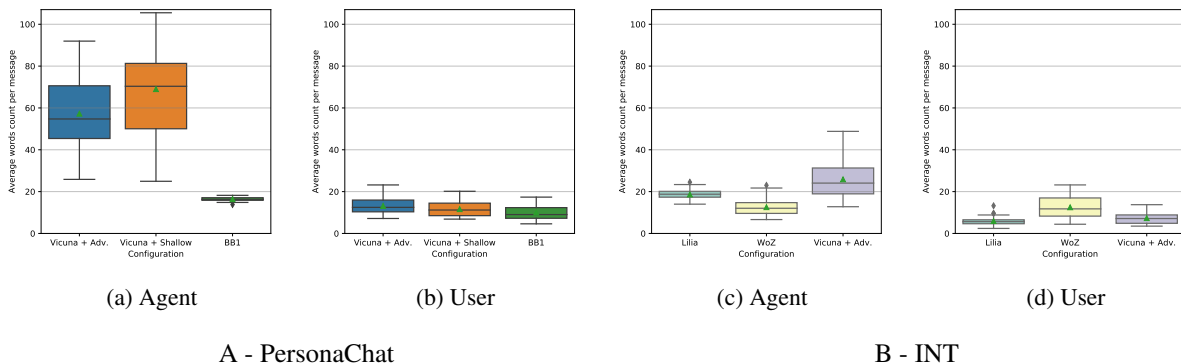 Average words count per message
100
80
60
40
20
0
Vicuna + Adv. Vicuna + Shallow BB1
Configuration
(a) Agent
Average words count per message
100
80
60
40
20
0
Vicuna + Adv. Vicuna + Shallow BB1
Configuration
(b) User
Average words count per message
100
80
60
40
20
0
Lilia WoZ Vicuna + Adv.
Configuration
(c) Agent
Average words count per message
100
80
60
40
20
0
Lilia WoZ Vicuna + Adv.
Configuration
(d) User
A - PersonaChat
B - INT